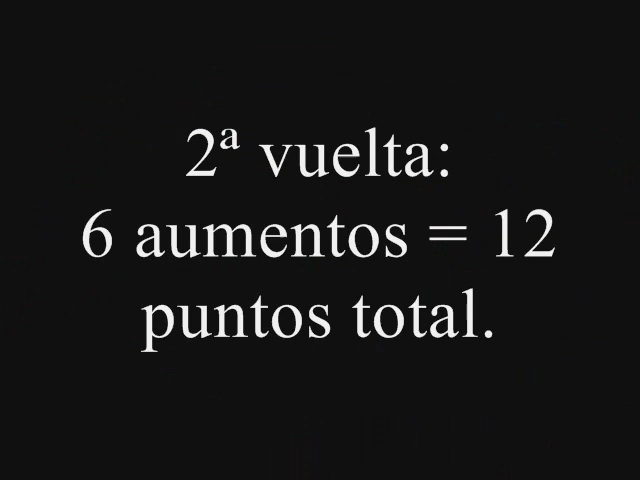 2ª vuelta:
6 aumentos = 12
puntos total.